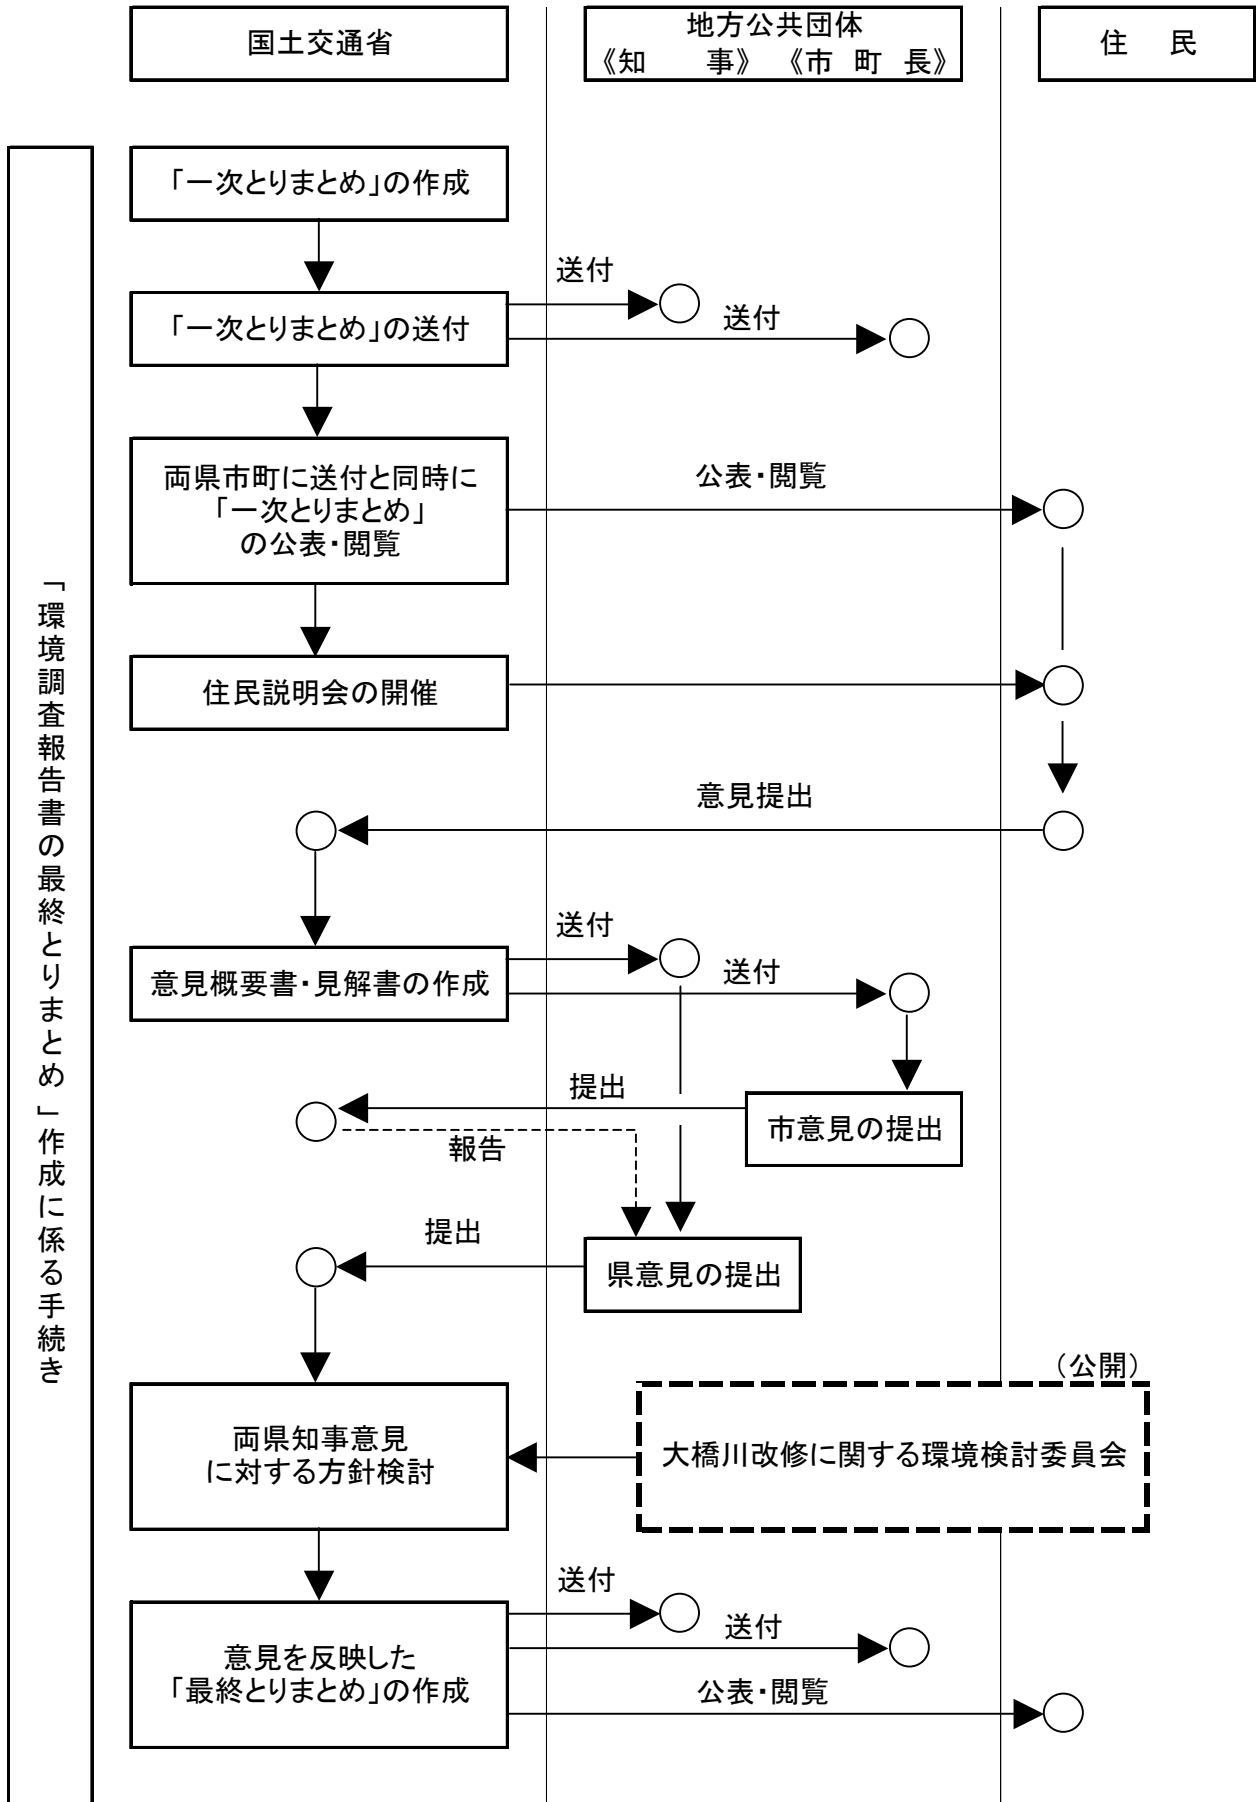 国土交通省
地方公共団体
《知　　事》　《市　町　長》
住　民
「環境調査報告書の最終とりまとめ」作成に係る手続き
「一次とりまとめ」の作成
送付
「一次とりまとめ」の送付
送付
両県市町に送付と同時に
「一次とりまとめ」
の公表・閲覧
公表・閲覧
住民説明会の開催
意見提出
送付
意見概要書・見解書の作成
送付
提出
市意見の提出
報告
提出
県意見の提出
（公開）
両県知事意見
に対する方針検討
大橋川改修に関する環境検討委員会
送付
送付
意見を反映した
「最終とりまとめ」の作成
公表・閲覧